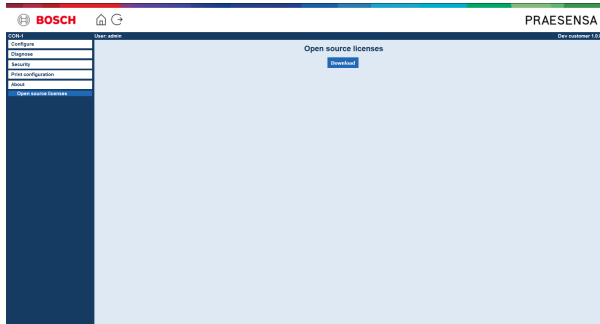 BOSCH
PRAESENSA
CON-1
User: admin
Dev customer 1.0.
Configure
Open source licenses
Diagnose
Download
Security
Print configuration
About
Open source licenses